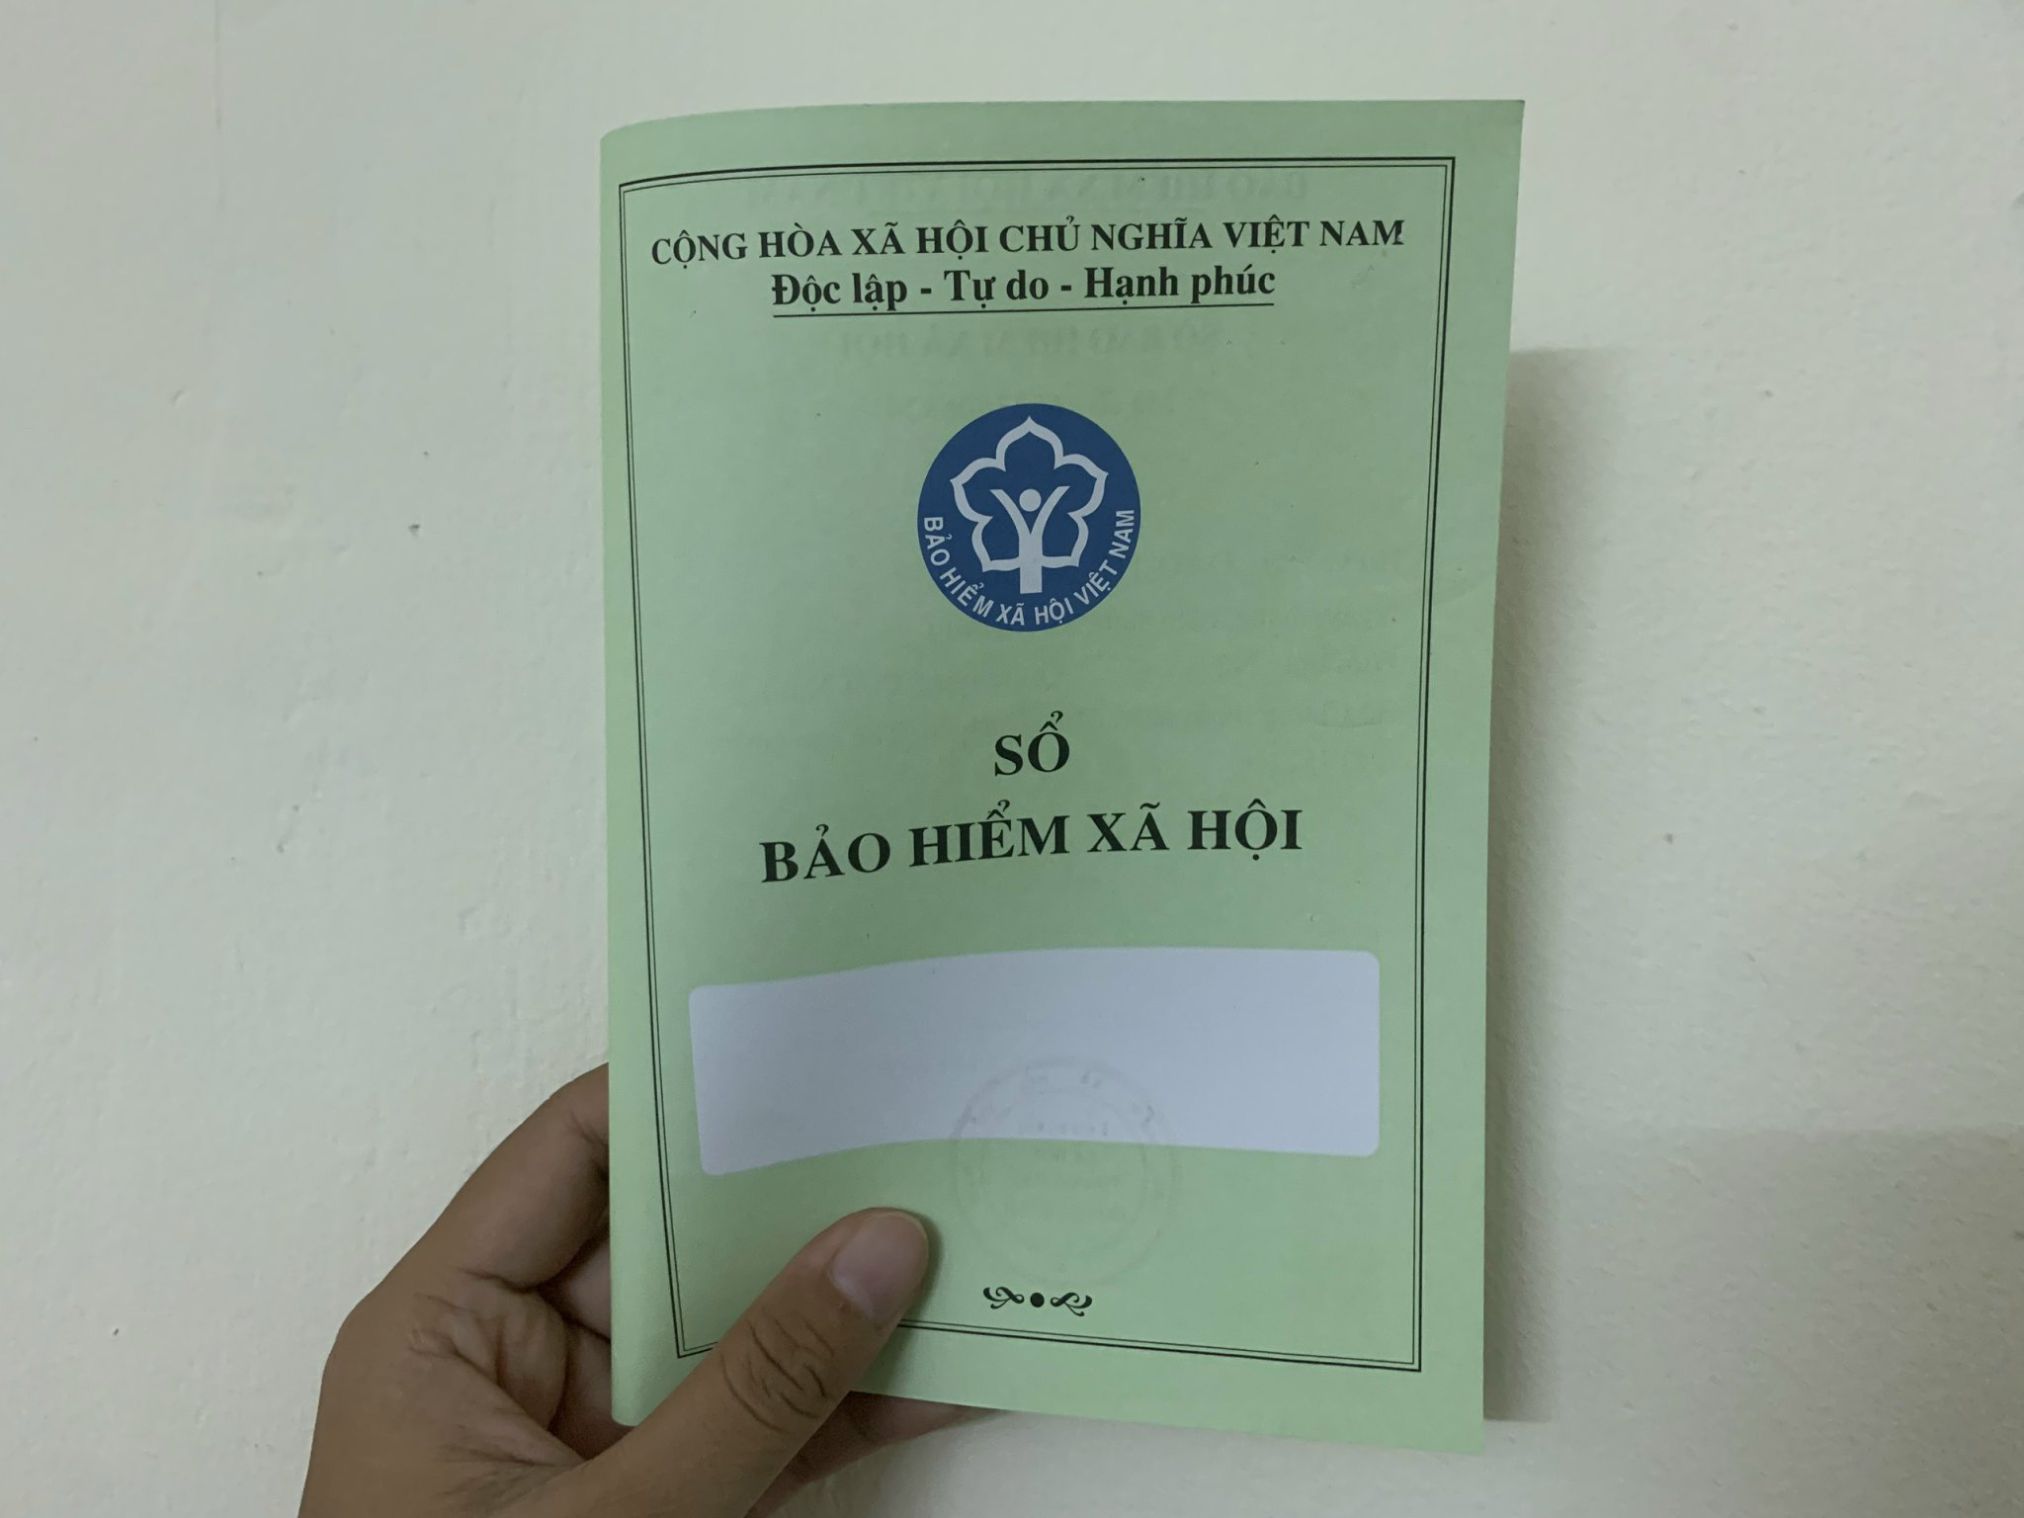 CỘNG HÒA XÃ HỘI CHỦ NGHĨA VIỆT NAM
Độc lập - Tự do - Hạnh phúc
BẢO HIỂM XÃ HỘI VIỆT NAM
SỔ
BẢO HIỂM XÃ HỘI